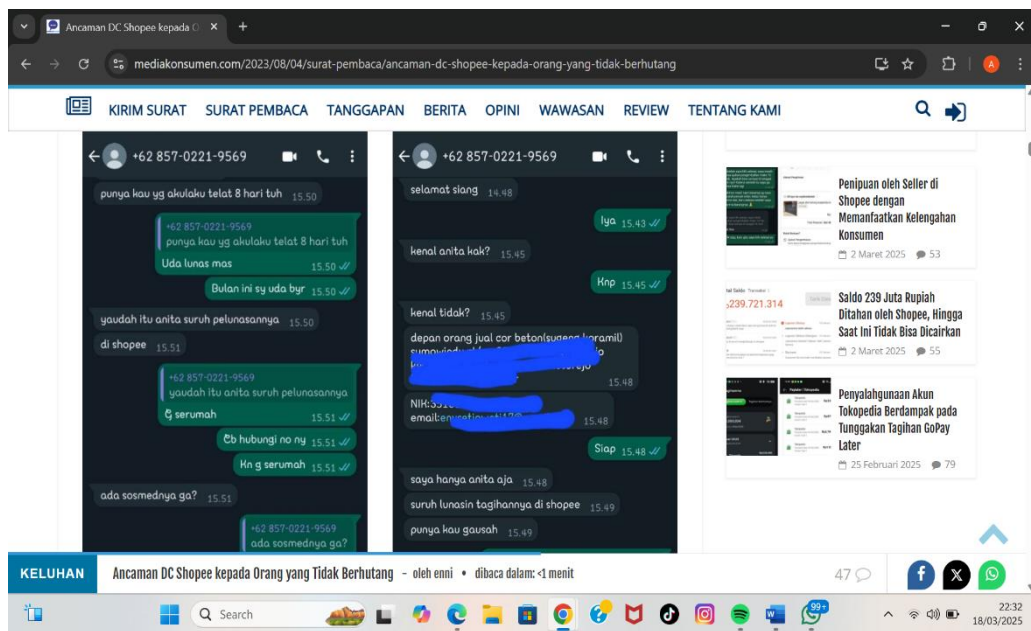 Ancaman DC Shopee kepada O
mediakonsumen.com/2023/08/04/surat-pembaca/ancaman-dc-shopee-kepada-orang-yang-tidak-berhutang
KIRIM SURAT SURAT PEMBACA TANGGAPAN BERITA OPINI WAWASAN REVIEW TENTANG KAMI
+62 857-0221-9569
punya kau yg akulaku telat 8 hari tuh 15.50
+62 857-0221-9569
punya kau yg akulaku telat 8 hari tuh
Uda lunas mas 15.50
Bulan ini sy uda byr 15.50
yaudah itu anita suruh pelunasannya 15.50
di shopee 15.51
+62 857-0221-9569
yaudah itu anita suruh pelunasannya
g serumah 15.51
Cb hubungi no ny 15.51
Kn g serumah 15.51
ada sosmednya ga? 15.51
+62 857-0221-9569
ada sosmednya ga?
+62 857-0221-9569
selamat siang 14.48
Iya 15.43
kenal anita kak? 15.45
Knp 15.45
kenal tidak? 15.45
depan orang jual cor beton(sugeng koramil)
15.48
NIK:
email:
15.48
Siap 15.48
saya hanya anita aja 15.48
suruh lunasin tagihannya di shopee 15.49
punya kau gausah 15.49
Penipuan oleh Seller di
Shopee dengan
Memanfaatkan Kelengahan
Konsumen
2 Maret 2025 53
239.721.314
Saldo 239 Juta Rupiah
Ditahan oleh Shopee, Hingga
Saat Ini Tidak Bisa Dicairkan
2 Maret 2025 55
Penyalahgunaan Akun
Tokopedia Berdampak pada
Tunggakan Tagihan GoPay
Later
25 Februari 2025 79
KELUHAN Ancaman DC Shopee kepada Orang yang Tidak Berhutang - oleh enni • dibaca dalam: <1 menit 47
Search
99+
22:32
18/03/2025